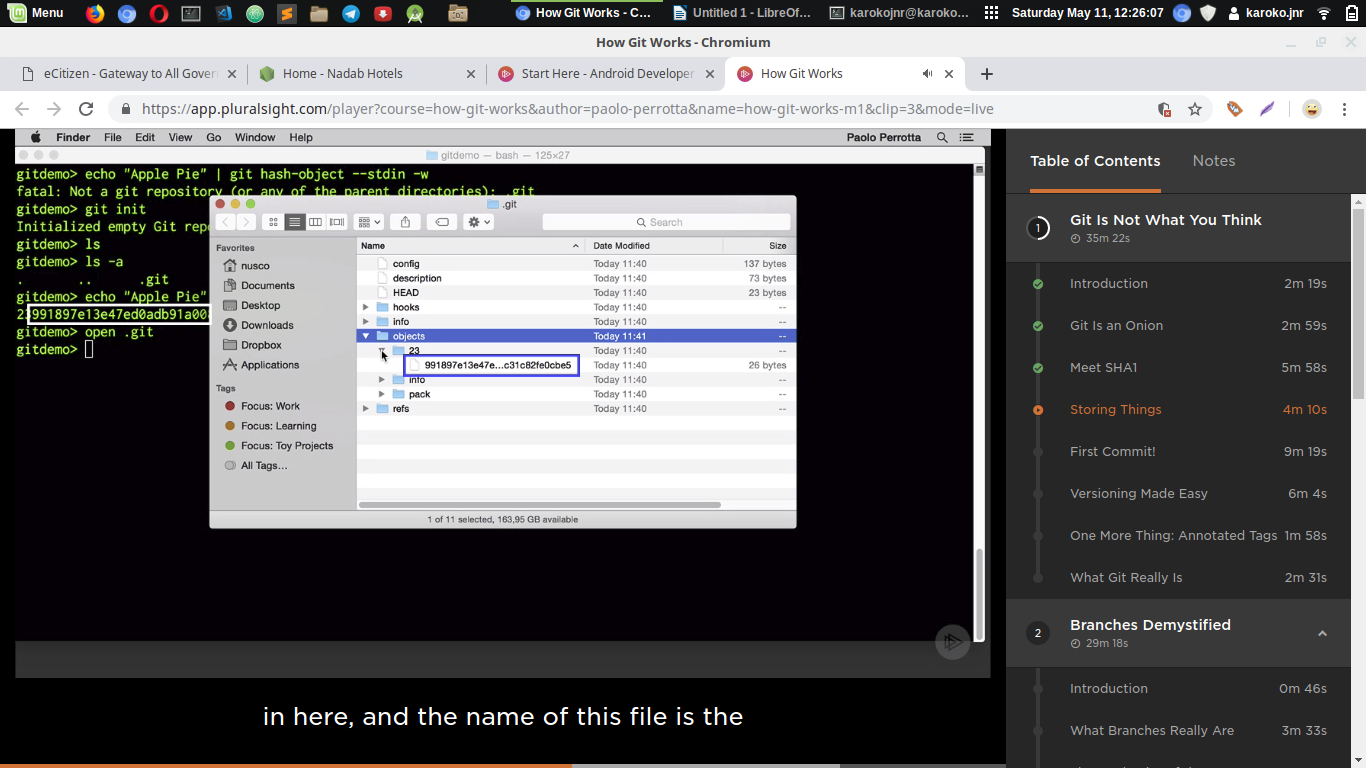 Menu
How Git Works - C...
Untitled 1 - LibreOf...
karokojnr@karoko...
Saturday May 11, 12:26:07
karoko.jnr
How Git Works - Chromium
eCitizen - Gateway to All Gover
Home - Nadab Hotels
Start Here - Android Developer
How Git Works
https://app.pluralsight.com/player?course=how-git-works&author=paolo-perrotta&name=how-git-works-m1&clip=3&mode=live
Finder File Edit View Go Window Help
Paolo Perrotta
gitdemo — bash — 125×27
gitdemo> echo "Apple Pie" | git hash-object --stdin -w
fatal: Not a git repository (or any of the parent directories): .git
gitdemo> git init
Initialized empty Git rep
gitdemo> ls
gitdemo> ls -a
. .. .git
gitdemo> echo "Apple Pie"
23991897e13e47ed0adb91a00
gitdemo> open .git
gitdemo>
.git
Search
Favorites
nusco
Documents
Desktop
Downloads
Dropbox
Applications
Tags
Focus: Work
Focus: Learning
Focus: Toy Projects
All Tags...
Name Date Modified Size
config Today 11:40 137 bytes
description Today 11:40 73 bytes
HEAD Today 11:40 23 bytes
hooks Today 11:40 --
info Today 11:40 --
objects Today 11:41 --
23 Today 11:40 --
991897e13e47e...c31c82fe0cbe5 Today 11:40 26 bytes
info Today 11:40 --
pack Today 11:40 --
refs Today 11:40 --
1 of 11 selected, 163,95 GB available
in here, and the name of this file is the
Table of Contents
Notes
1
Git Is Not What You Think
35m 22s
Introduction 2m 19s
Git Is an Onion 2m 59s
Meet SHA1 5m 58s
Storing Things 4m 10s
First Commit! 9m 19s
Versioning Made Easy 6m 4s
One More Thing: Annotated Tags 1m 58s
What Git Really Is 2m 31s
2
Branches Demystified
29m 18s
Introduction 0m 46s
What Branches Really Are 3m 33s